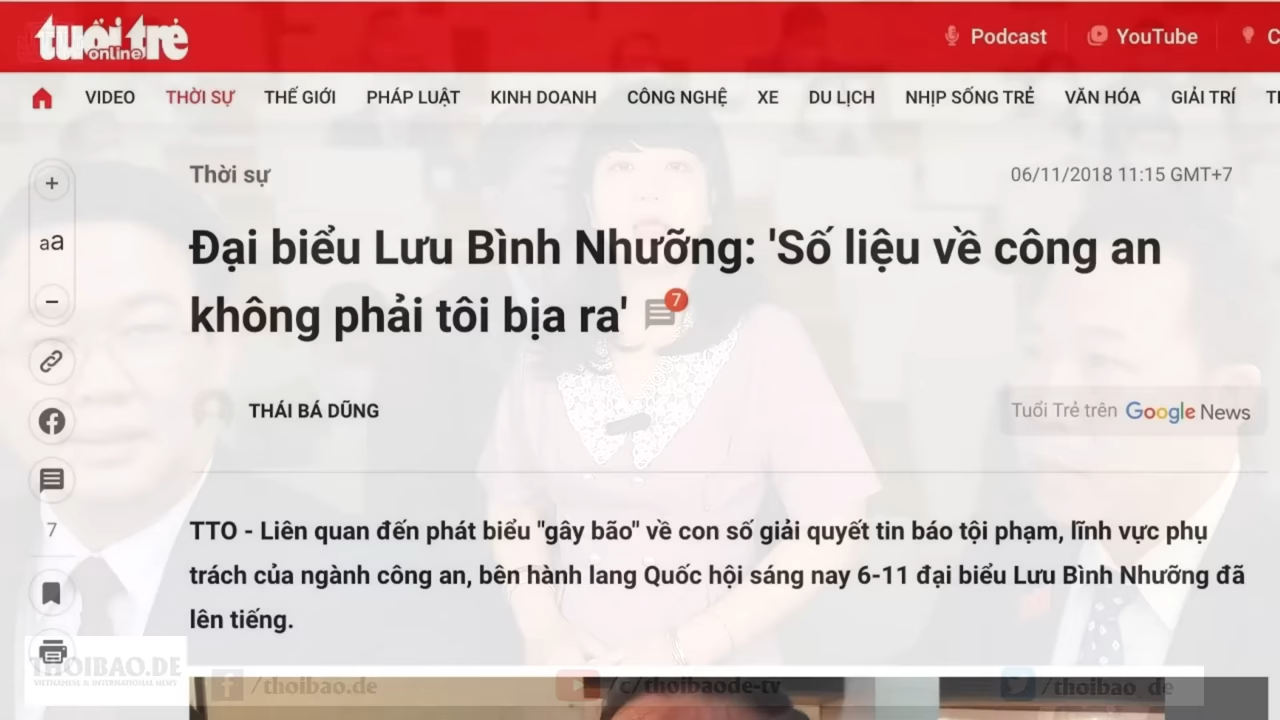 tuổi trẻ
online
Podcast
YouTube
C
VIDEO THỜI SỰ THẾ GIỚI PHÁP LUẬT KINH DOANH CÔNG NGHỆ XE DU LỊCH NHỊP SỐNG TRẺ VĂN HÓA GIẢI TRÍ
Thời sự
06/11/2018 11:15 GMT+7
+
aa
−
Đại biểu Lưu Bình Nhưỡng: 'Số liệu về công an
không phải tôi bịa ra' 7
THÁI BÁ DŨNG
Tuổi Trẻ trên Google News
7
TTO - Liên quan đến phát biểu "gây bão" về con số giải quyết tin báo tội phạm, lĩnh vực phụ
trách của ngành công an, bên hành lang Quốc hội sáng nay 6-11 đại biểu Lưu Bình Nhưỡng đã
lên tiếng.
THOIBAO.DE
VIETNAMESE & INTERNATIONAL NEWS
/thoibao.de
/c/thoibaode-tv
/thoibao_de